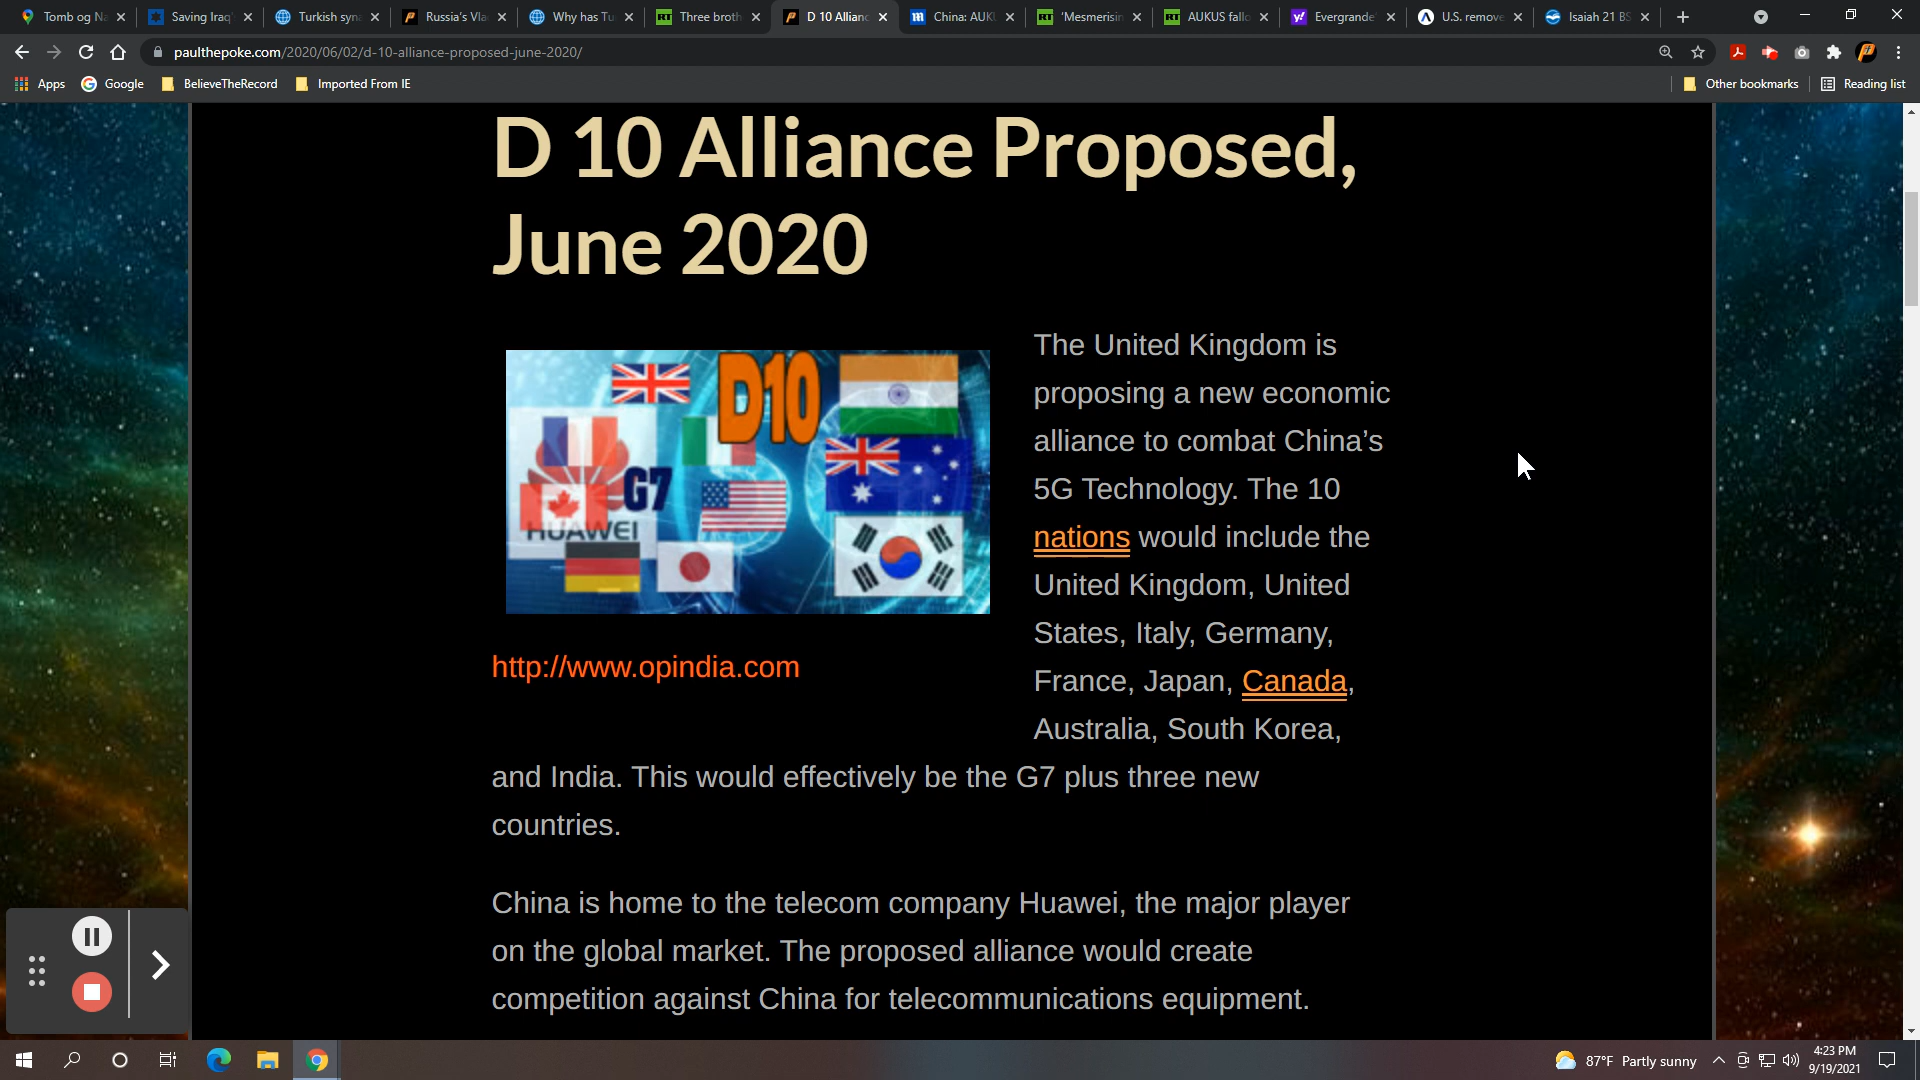 Tomb og Na
Saving Iraq'
Turkish syna
Russia's Vla
Why has Tu
Three broth
D 10 Allianc
China: AUKU
'Mesmerisin
AUKUS fallo
Evergrande'
U.S. remove
Isaiah 21 BS
paulthepoke.com/2020/06/02/d-10-alliance-proposed-june-2020/
Apps
Google
BelieveTheRecord
Imported From IE
Other bookmarks
Reading list
D 10 Alliance Proposed,
June 2020
D10
G7
HUAWEI
http://www.opindia.com
The United Kingdom is
proposing a new economic
alliance to combat China's
5G Technology. The 10
nations would include the
United Kingdom, United
States, Italy, Germany,
France, Japan, Canada,
Australia, South Korea,
and India. This would effectively be the G7 plus three new
countries.
China is home to the telecom company Huawei, the major player
on the global market. The proposed alliance would create
competition against China for telecommunications equipment.
87°F Partly sunny
4:23 PM
9/19/2021